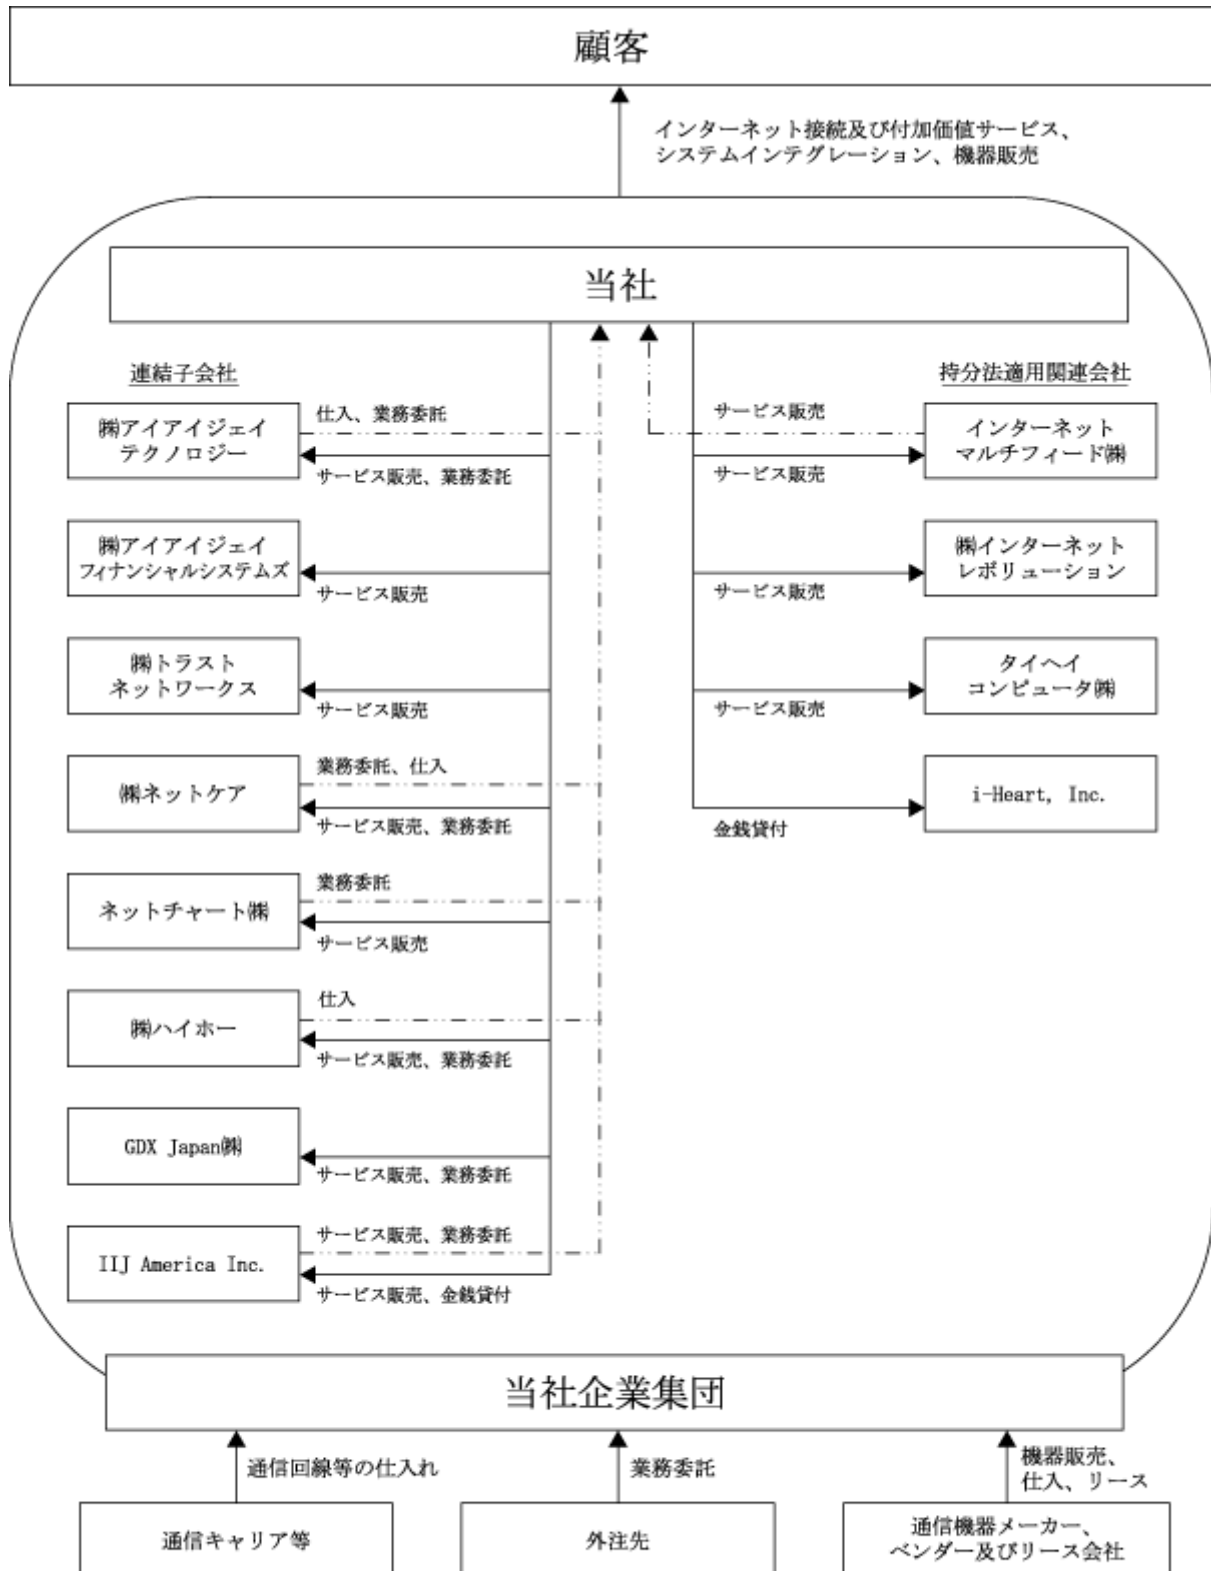 顧客
インターネット接続及び付加価値サービス、
システムインテグレーション、機器販売
当社
連結子会社
㈱アイアイジェイ
テクノロジー
仕入、業務委託
サービス販売、業務委託
㈱アイアイジェイ
フィナンシャルシステムズ
サービス販売
㈱トラスト
ネットワークス
サービス販売
㈱ネットケア
業務委託、仕入
サービス販売、業務委託
ネットチャート㈱
業務委託
サービス販売
㈱ハイホー
仕入
サービス販売、業務委託
GDX Japan㈱
サービス販売、業務委託
IIJ America Inc.
サービス販売、業務委託
サービス販売、金銭貸付
持分法適用関連会社
サービス販売
サービス販売
インターネット
マルチフィード㈱
サービス販売
㈱インターネット
レボリューション
サービス販売
タイヘイ
コンピュータ㈱
金銭貸付
i-Heart, Inc.
当社企業集団
通信回線等の仕入れ
業務委託
機器販売、
仕入、リース
通信キャリア等
外注先
通信機器メーカー、
ベンダー及びリース会社